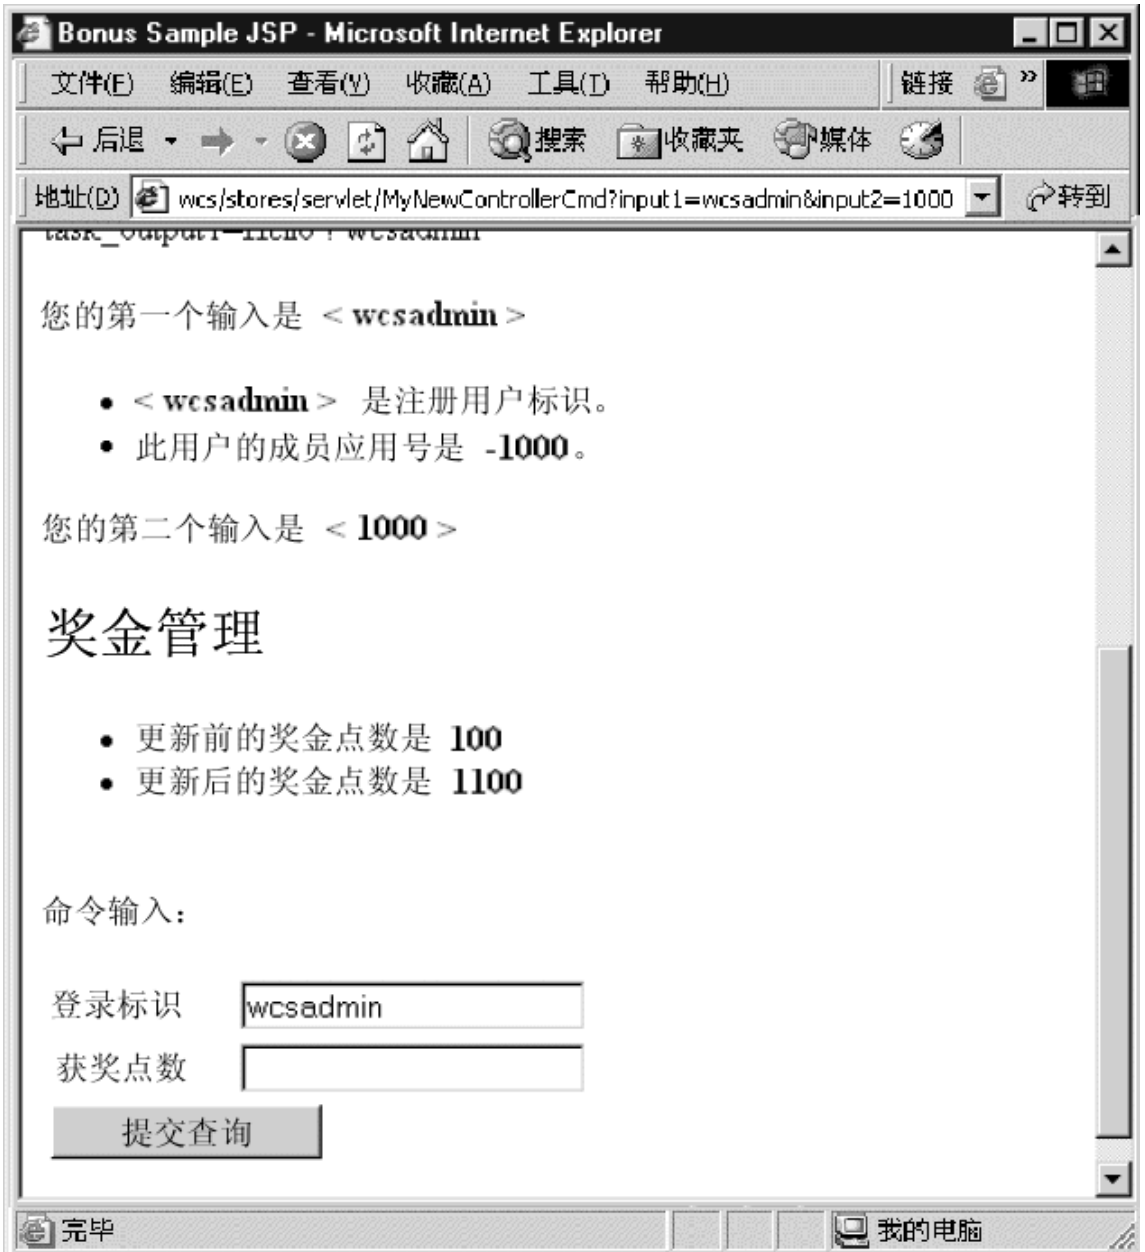 Bonus Sample JSP - Microsoft Internet Explorer
文件(F) 编辑(E) 查看(V) 收藏(A) 工具(T) 帮助(H) 链接 »
后退 搜索 收藏夹 媒体
地址(D) wcs/stores/servlet/MyNewControllerCmd?input1=wcsadmin&input2=1000 转到
task_output1=Hello ! wcsadmin
您的第一个输入是 < wcsadmin >
• < wcsadmin > 是注册用户标识。
• 此用户的成员应用号是 -1000。
您的第二个输入是 < 1000 >
奖金管理
• 更新前的奖金点数是 100
• 更新后的奖金点数是 1100
命令输入：
登录标识 wcsadmin
获奖点数
提交查询
完毕 我的电脑